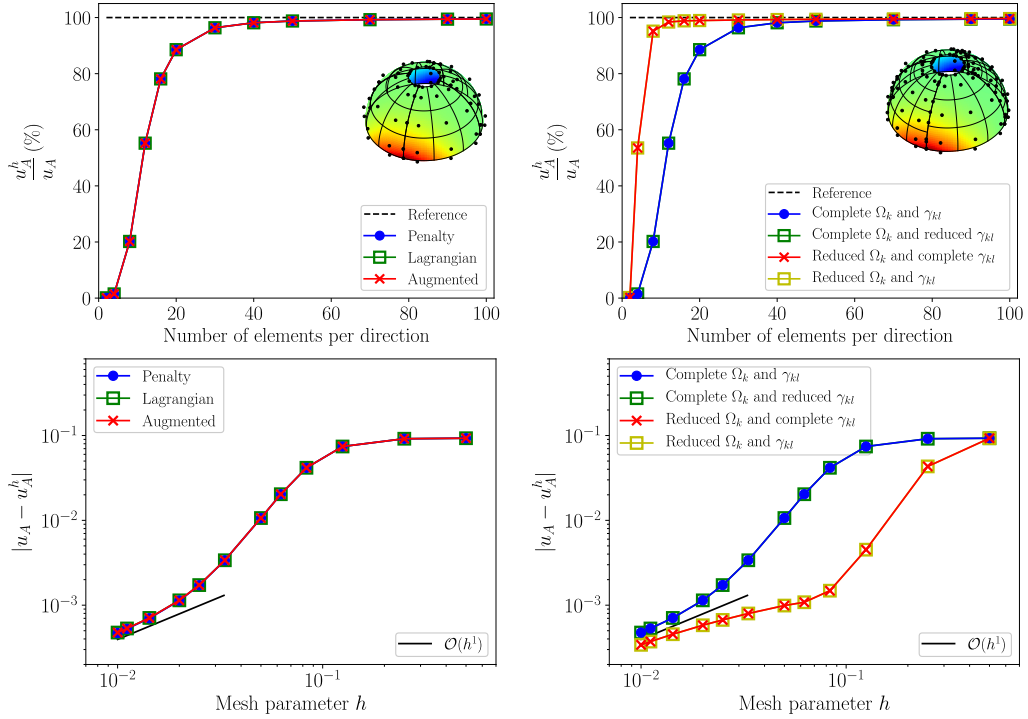 100
80
60
40
20
0
u_A^h / u_A (%)
Reference
Penalty
Lagrangian
Augmented
0 20 40 60 80 100
Number of elements per direction
100
80
60
40
20
0
u_A^h / u_A (%)
Reference
Complete Ω_k and γ_kl
Complete Ω_k and reduced γ_kl
Reduced Ω_k and complete γ_kl
Reduced Ω_k and γ_kl
0 20 40 60 80 100
Number of elements per direction
Penalty
Lagrangian
Augmented
10^−1
10^−2
10^−3
|u_A − u_A^h|
O(h^1)
10^−2 10^−1
Mesh parameter h
Complete Ω_k and γ_kl
Complete Ω_k and reduced γ_kl
Reduced Ω_k and complete γ_kl
Reduced Ω_k and γ_kl
10^−1
10^−2
10^−3
|u_A − u_A^h|
O(h^1)
10^−2 10^−1
Mesh parameter h